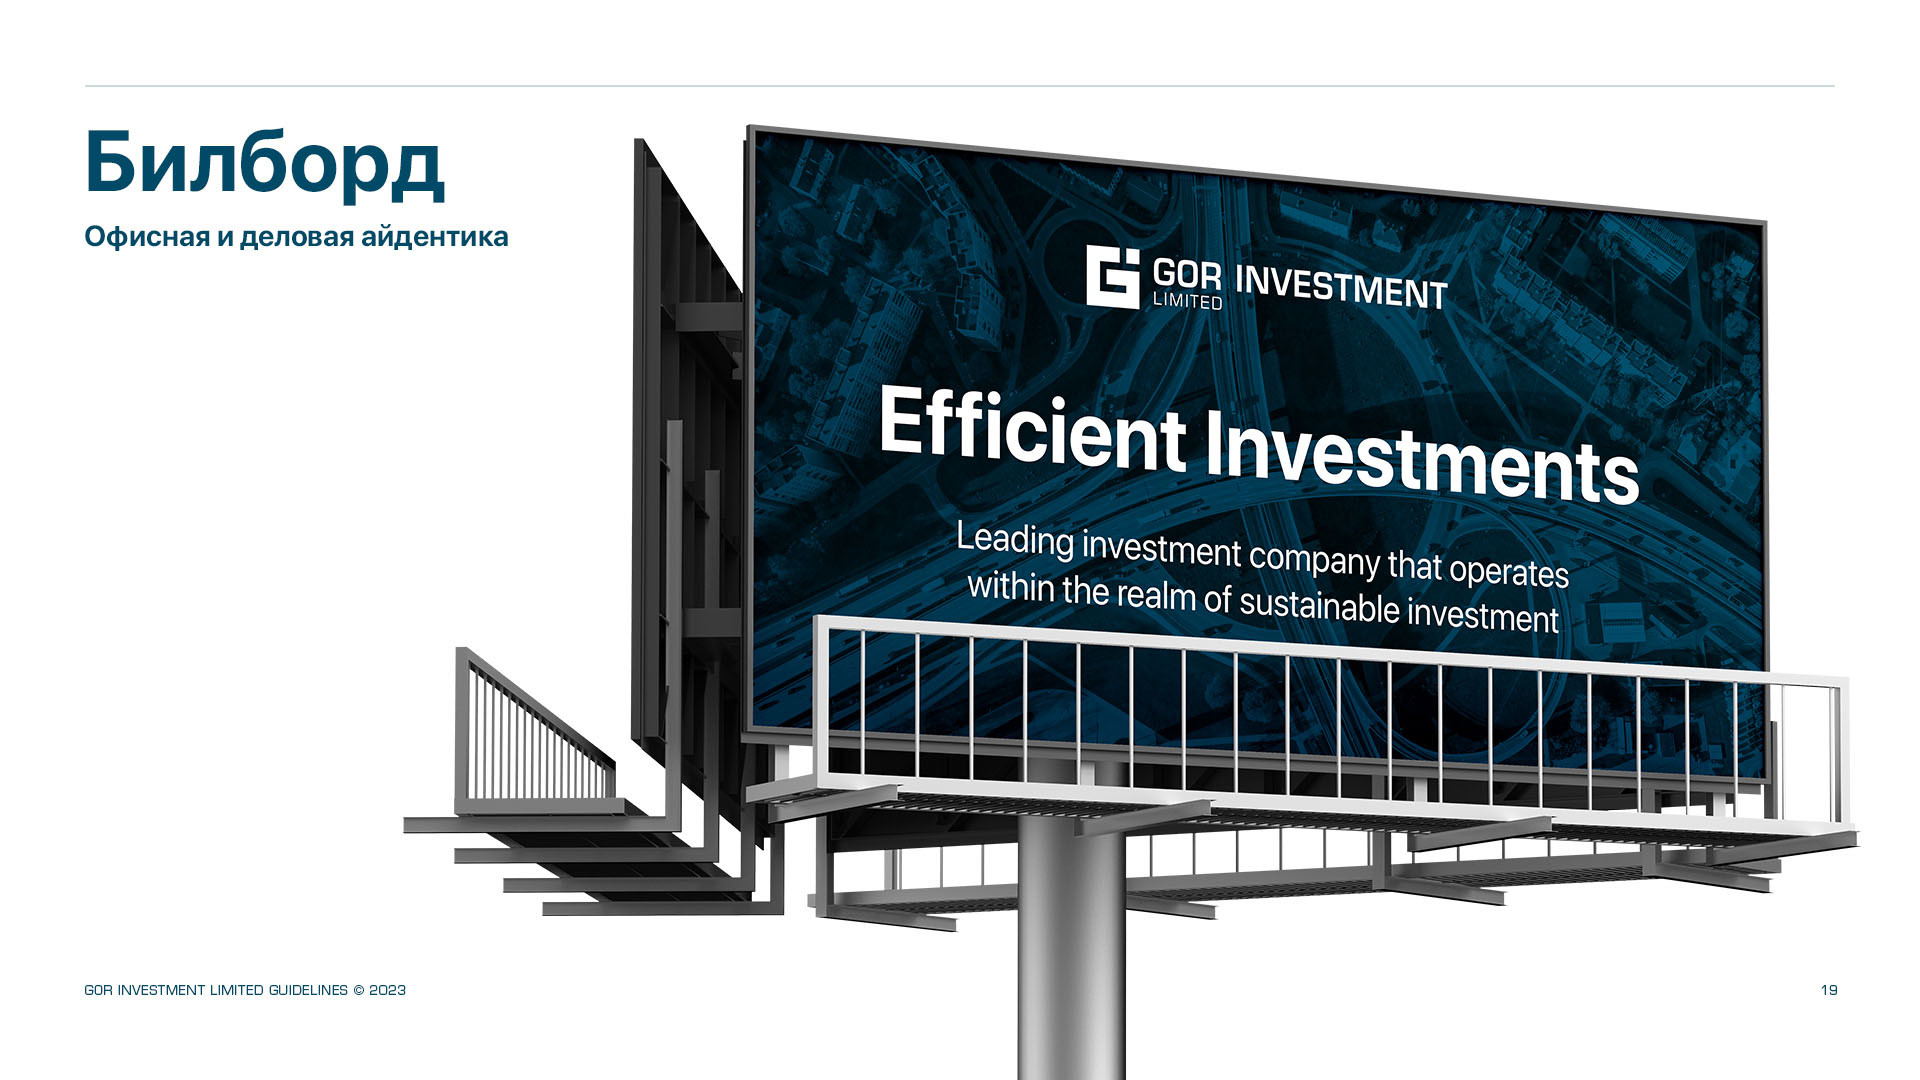 Билборд
Офисная и деловая айдентика
GOR INVESTMENT
LIMITED
Efficient Investments
Leading investment company that operates
within the realm of sustainable investment
GOR INVESTMENT LIMITED GUIDELINES © 2023
19